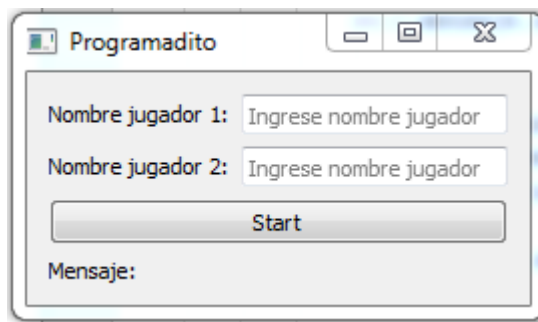 Programadito
Nombre jugador 1: Ingrese nombre jugador
Nombre jugador 2: Ingrese nombre jugador
Start
Mensaje: